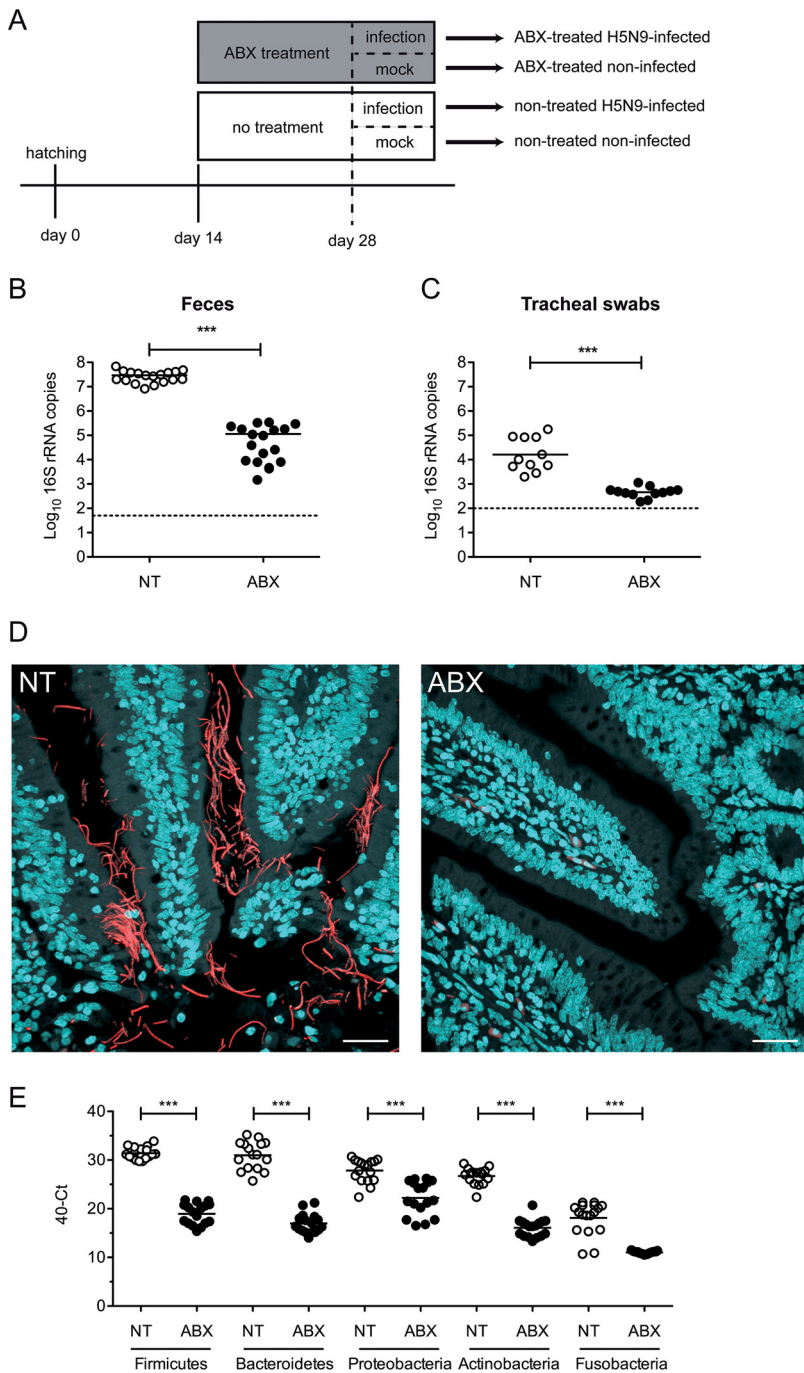 A
ABX treatment
infection
mock
no treatment
infection
mock
ABX-treated H5N9-infected
ABX-treated non-infected
non-treated H5N9-infected
non-treated non-infected
hatching
day 0
day 14
day 28
B
Feces
***
Log10 16S rRNA copies
8
7
6
5
4
3
2
1
0
NT
ABX
C
Tracheal swabs
***
Log10 16S rRNA copies
8
7
6
5
4
3
2
1
0
NT
ABX
D
NT
ABX
E
40-Ct
40
30
20
10
0
***
***
***
***
***
NT
ABX
NT
ABX
NT
ABX
NT
ABX
NT
ABX
Firmicutes
Bacteroidetes
Proteobacteria
Actinobacteria
Fusobacteria